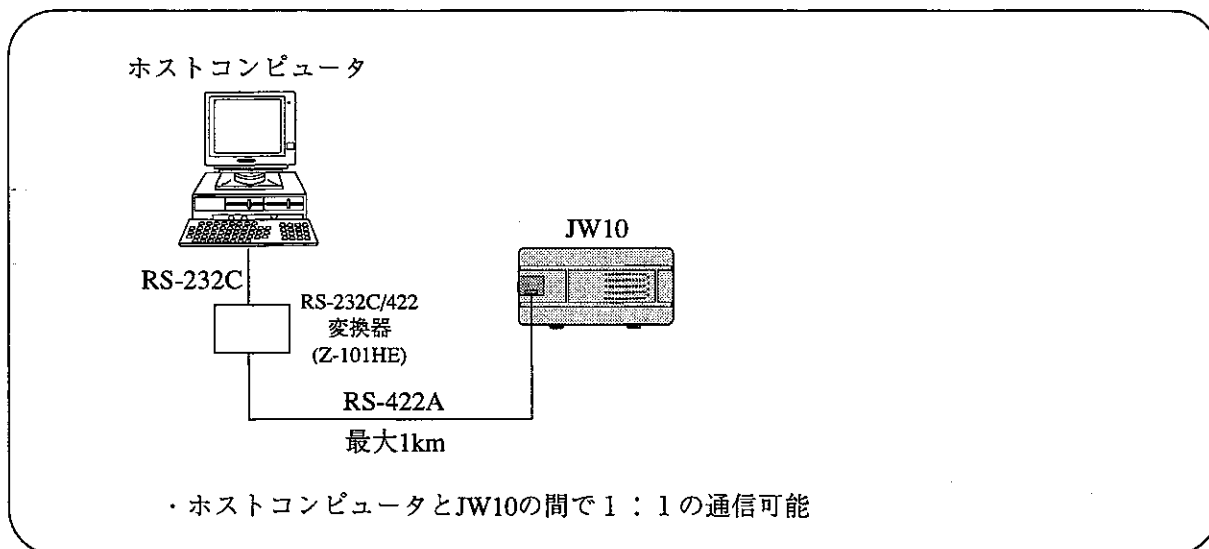 ホストコンピュータ
JW10
RS-232C
RS-232C/422
変換器
(Z-101HE)
RS-422A
最大1km
・ホストコンピュータとJW10の間で１：１の通信可能